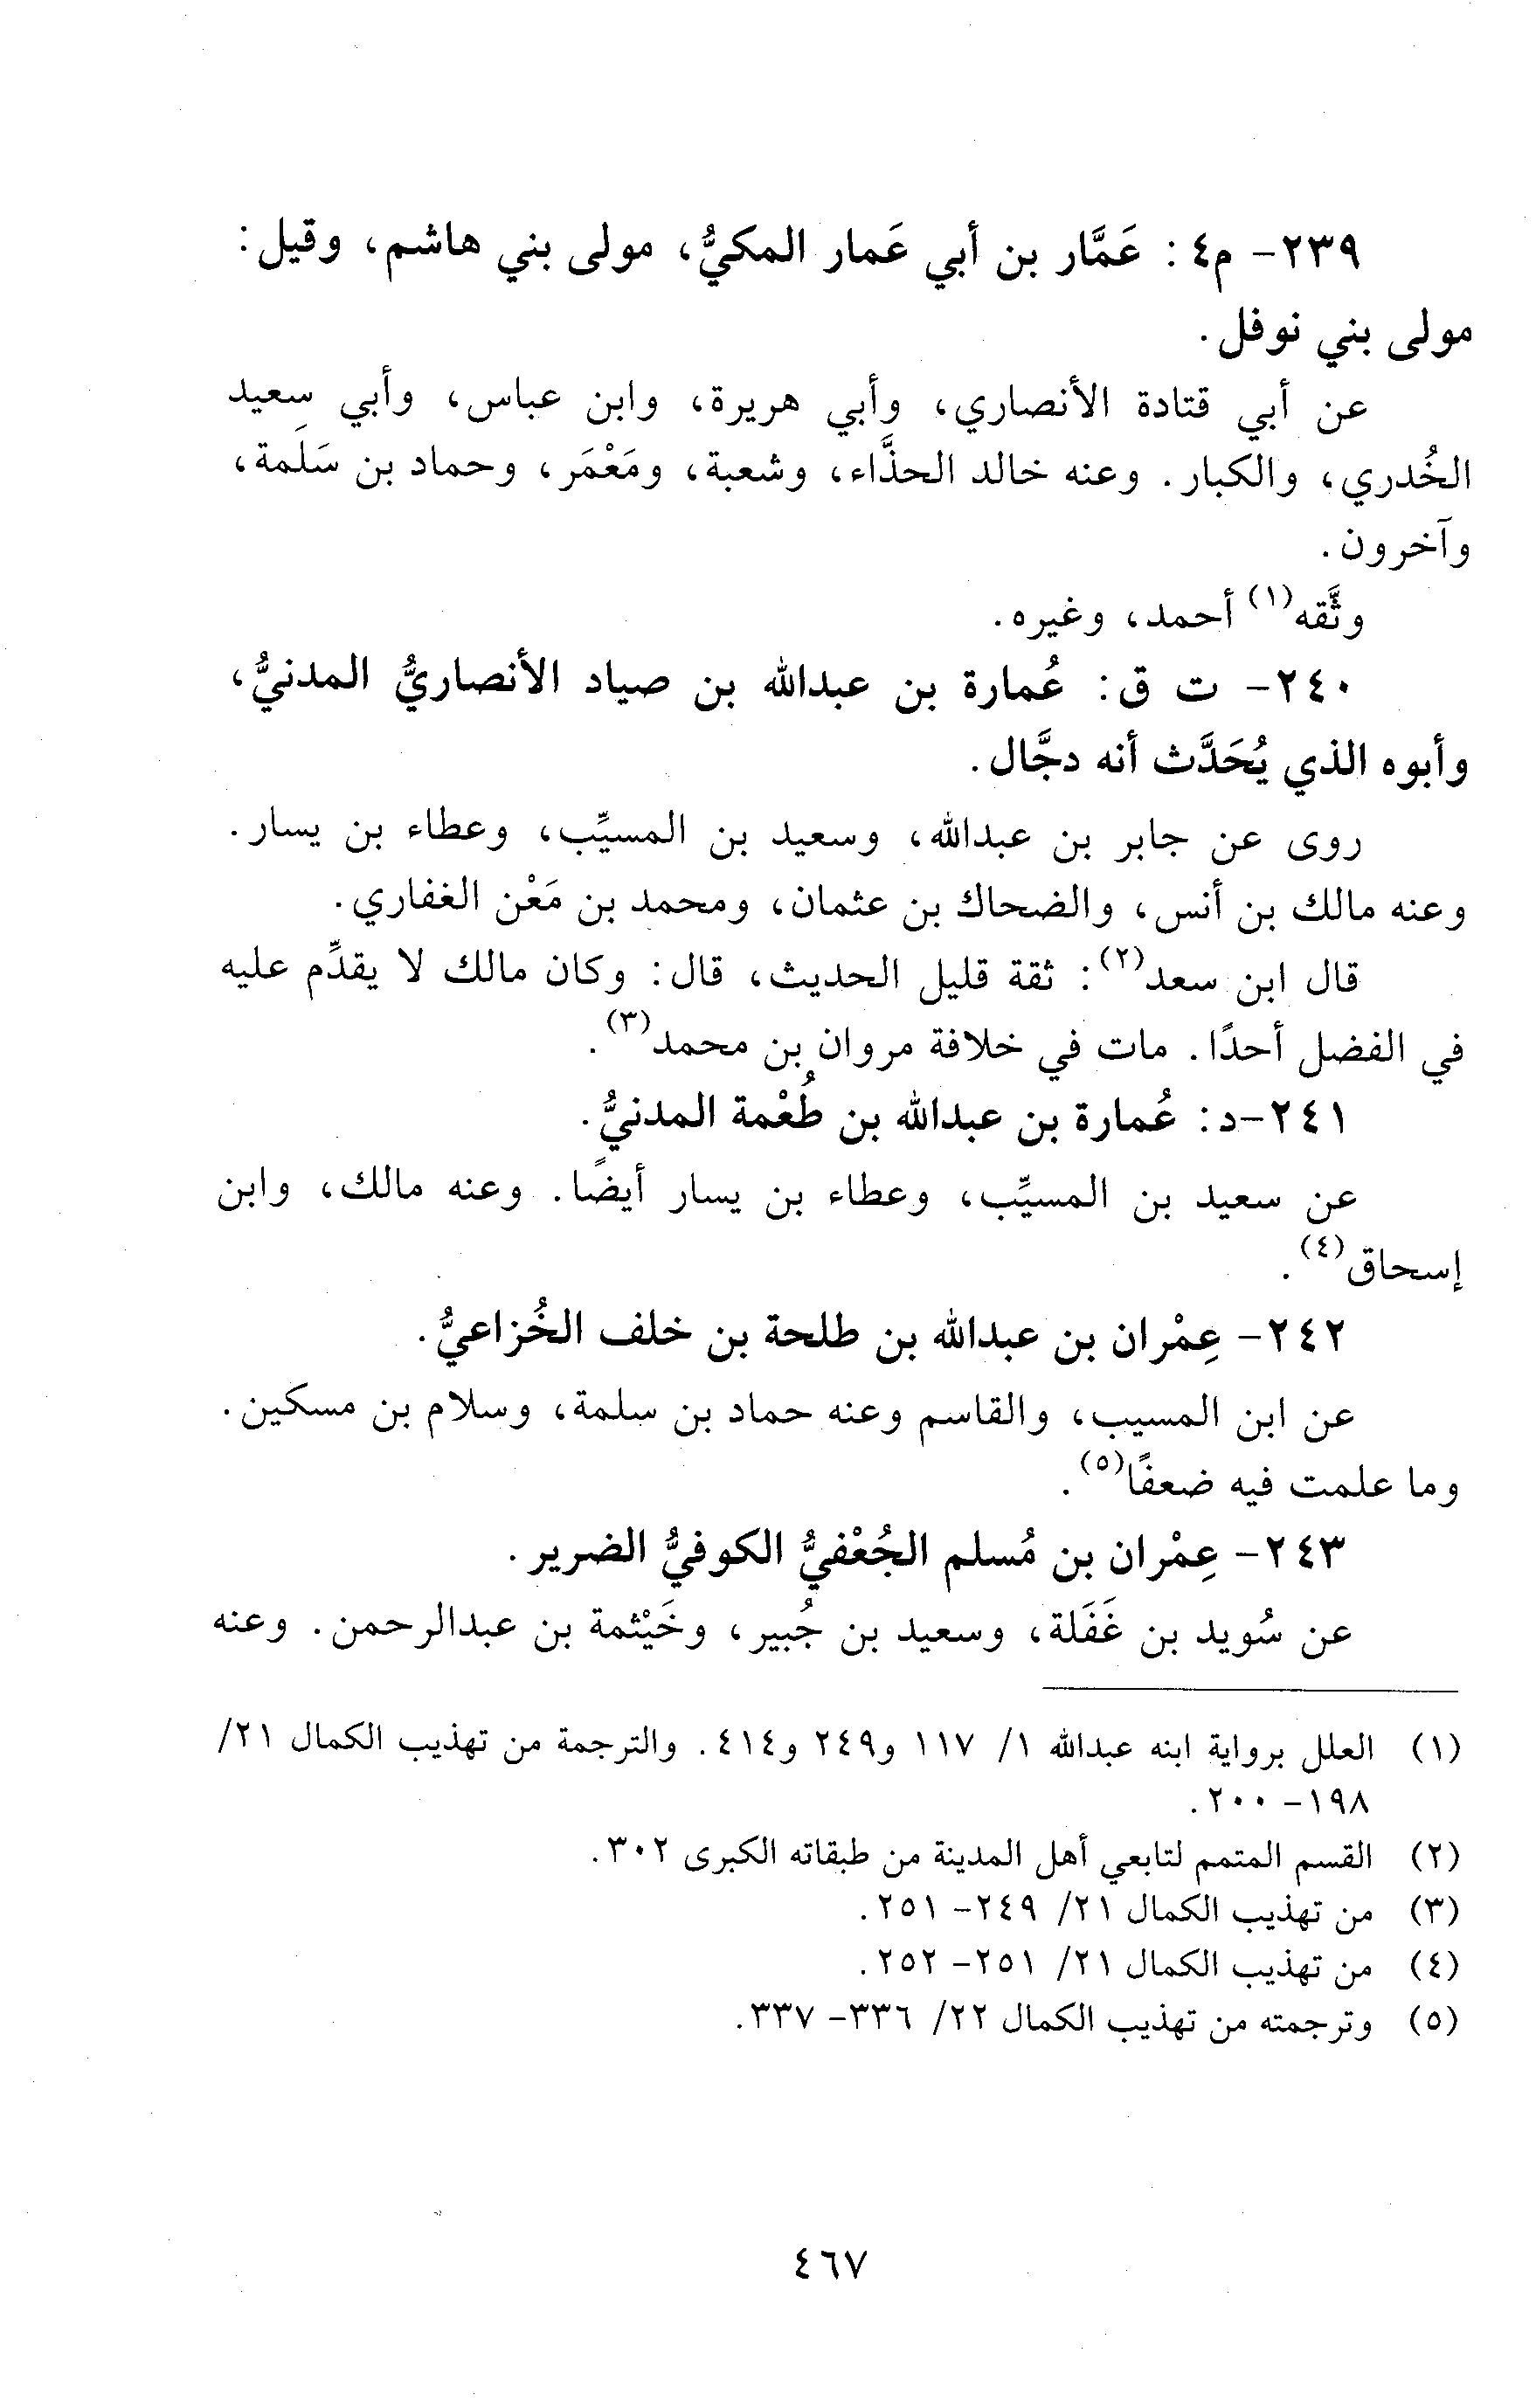 ٢٣٩- م٤: عَمَّار بن أبي عَمار المكيُّ، مولى بني هاشم، وقيل:
مولى بني نوفل.
عن أبي قتادة الأنصاري، وأبي هريرة، وابن عباس، وأبي سعيد
الخُدري، والكبار. وعنه خالد الحذَّاء، وشعبة، ومَعْمَر، وحماد بن سَلَمة،
وآخرون.
وثَّقه(١) أحمد، وغيره.
٢٤٠- ت ق: عُمارة بن عبدالله بن صياد الأنصاريُّ المدنيُّ،
وأبوه الذي يُحَدَّث أنه دجَّال.
روى عن جابر بن عبدالله، وسعيد بن المسيِّب، وعطاء بن يسار.
وعنه مالك بن أنس، والضحاك بن عثمان، ومحمد بن مَعْن الغفاري.
قال ابن سعد(٢): ثقة قليل الحديث، قال: وكان مالك لا يقدِّم عليه
في الفضل أحدًا. مات في خلافة مروان بن محمد(٣).
٢٤١-د: عُمارة بن عبدالله بن طُعْمة المدنيُّ.
عن سعيد بن المسيِّب، وعطاء بن يسار أيضًا. وعنه مالك، وابن
إسحاق(٤).
٢٤٢- عِمْران بن عبدالله بن طلحة بن خلف الخُزاعيُّ.
عن ابن المسيب، والقاسم وعنه حماد بن سلمة، وسلام بن مسكين.
وما علمت فيه ضعفًا(٥).
٢٤٣- عِمْران بن مُسلم الجُعْفيُّ الكوفيُّ الضرير.
عن سُويد بن غَفَلة، وسعيد بن جُبير، وخَيْثمة بن عبدالرحمن. وعنه
(١) العلل برواية ابنه عبدالله ١/ ١١٧ و٢٤٩ و٤١٤. والترجمة من تهذيب الكمال ٢١/
١٩٨- ٢٠٠.
(٢) القسم المتمم لتابعي أهل المدينة من طبقاته الكبرى ٣٠٢.
(٣) من تهذيب الكمال ٢١/ ٢٤٩- ٢٥١.
(٤) من تهذيب الكمال ٢١/ ٢٥١- ٢٥٢.
(٥) وترجمته من تهذيب الكمال ٢٢/ ٣٣٦- ٣٣٧.
٤٦٧